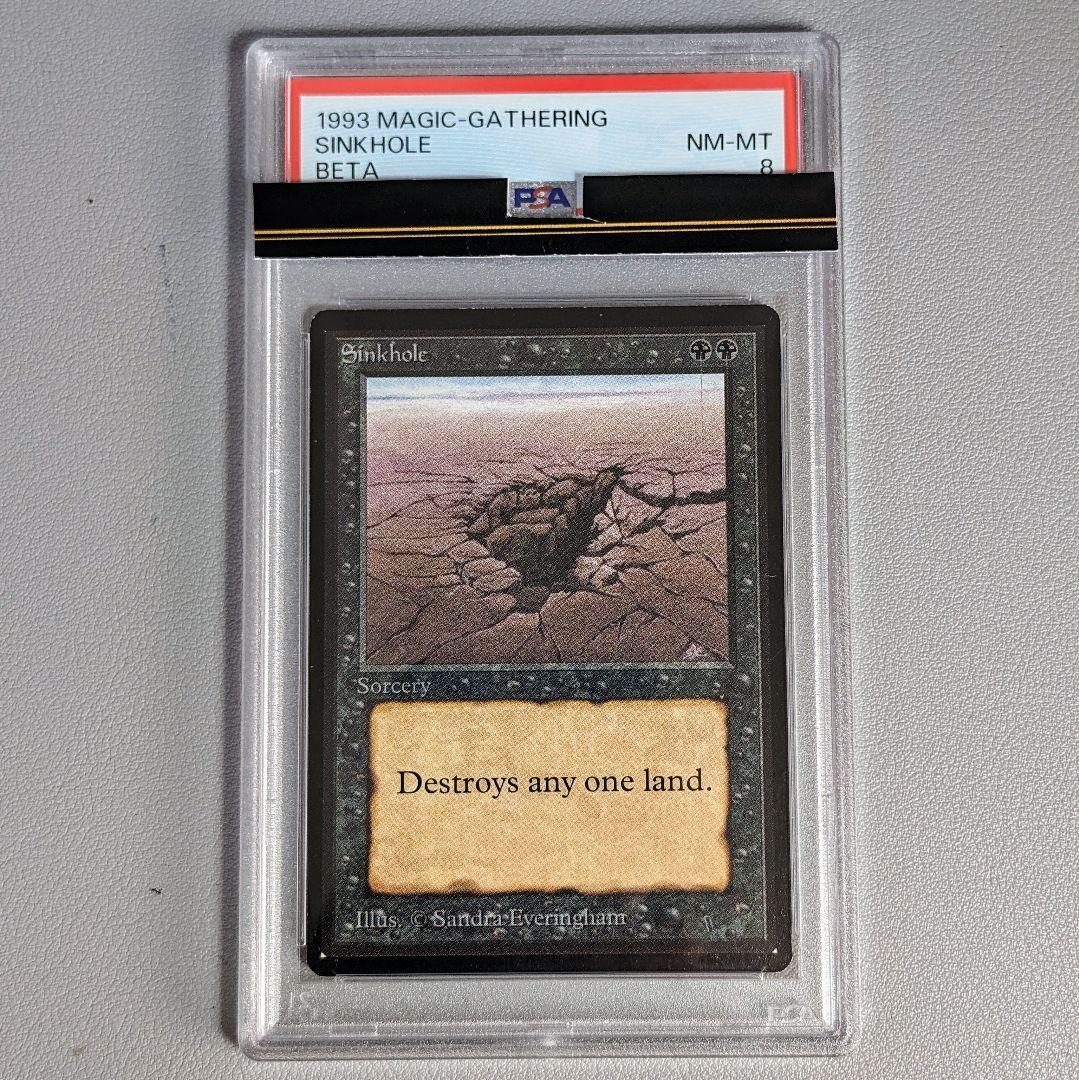 1993 MAGIC-GATHERING
SINKHOLE
NM-MT
BETA
8
PSA
Sinkhole
Sorcery
Destroys any one land.
Illus. © Sandra Everingham